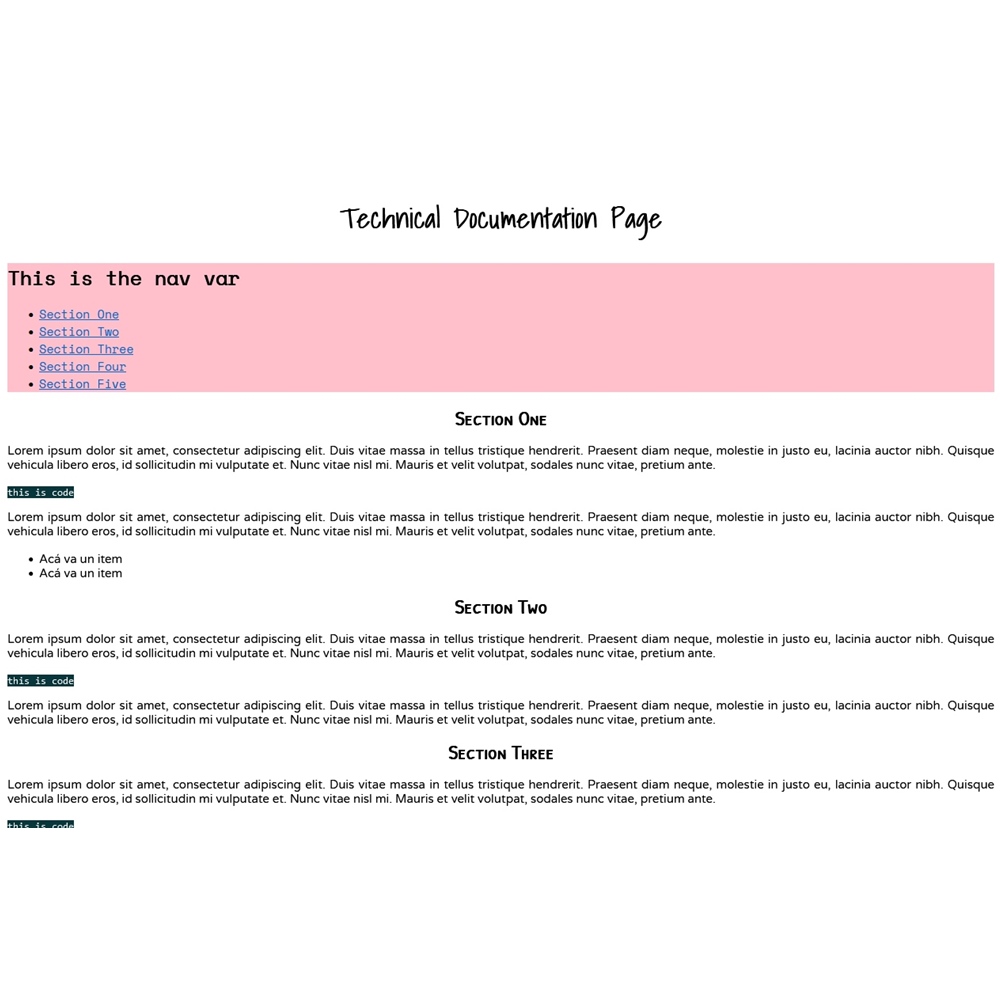 Technical Documentation Page
This is the nav var
Section One
Section Two
Section Three
Section Four
Section Five
Section One
Lorem ipsum dolor sit amet, consectetur adipiscing elit. Duis vitae massa in tellus tristique hendrerit. Praesent diam neque, molestie in justo eu, lacinia auctor nibh. Quisque
vehicula libero eros, id sollicitudin mi vulputate et. Nunc vitae nisl mi. Mauris et velit volutpat, sodales nunc vitae, pretium ante.
this is code
Lorem ipsum dolor sit amet, consectetur adipiscing elit. Duis vitae massa in tellus tristique hendrerit. Praesent diam neque, molestie in justo eu, lacinia auctor nibh. Quisque
vehicula libero eros, id sollicitudin mi vulputate et. Nunc vitae nisl mi. Mauris et velit volutpat, sodales nunc vitae, pretium ante.
Acá va un item
Acá va un item
Section Two
Lorem ipsum dolor sit amet, consectetur adipiscing elit. Duis vitae massa in tellus tristique hendrerit. Praesent diam neque, molestie in justo eu, lacinia auctor nibh. Quisque
vehicula libero eros, id sollicitudin mi vulputate et. Nunc vitae nisl mi. Mauris et velit volutpat, sodales nunc vitae, pretium ante.
this is code
Lorem ipsum dolor sit amet, consectetur adipiscing elit. Duis vitae massa in tellus tristique hendrerit. Praesent diam neque, molestie in justo eu, lacinia auctor nibh. Quisque
vehicula libero eros, id sollicitudin mi vulputate et. Nunc vitae nisl mi. Mauris et velit volutpat, sodales nunc vitae, pretium ante.
Section Three
Lorem ipsum dolor sit amet, consectetur adipiscing elit. Duis vitae massa in tellus tristique hendrerit. Praesent diam neque, molestie in justo eu, lacinia auctor nibh. Quisque
vehicula libero eros, id sollicitudin mi vulputate et. Nunc vitae nisl mi. Mauris et velit volutpat, sodales nunc vitae, pretium ante.
this is code